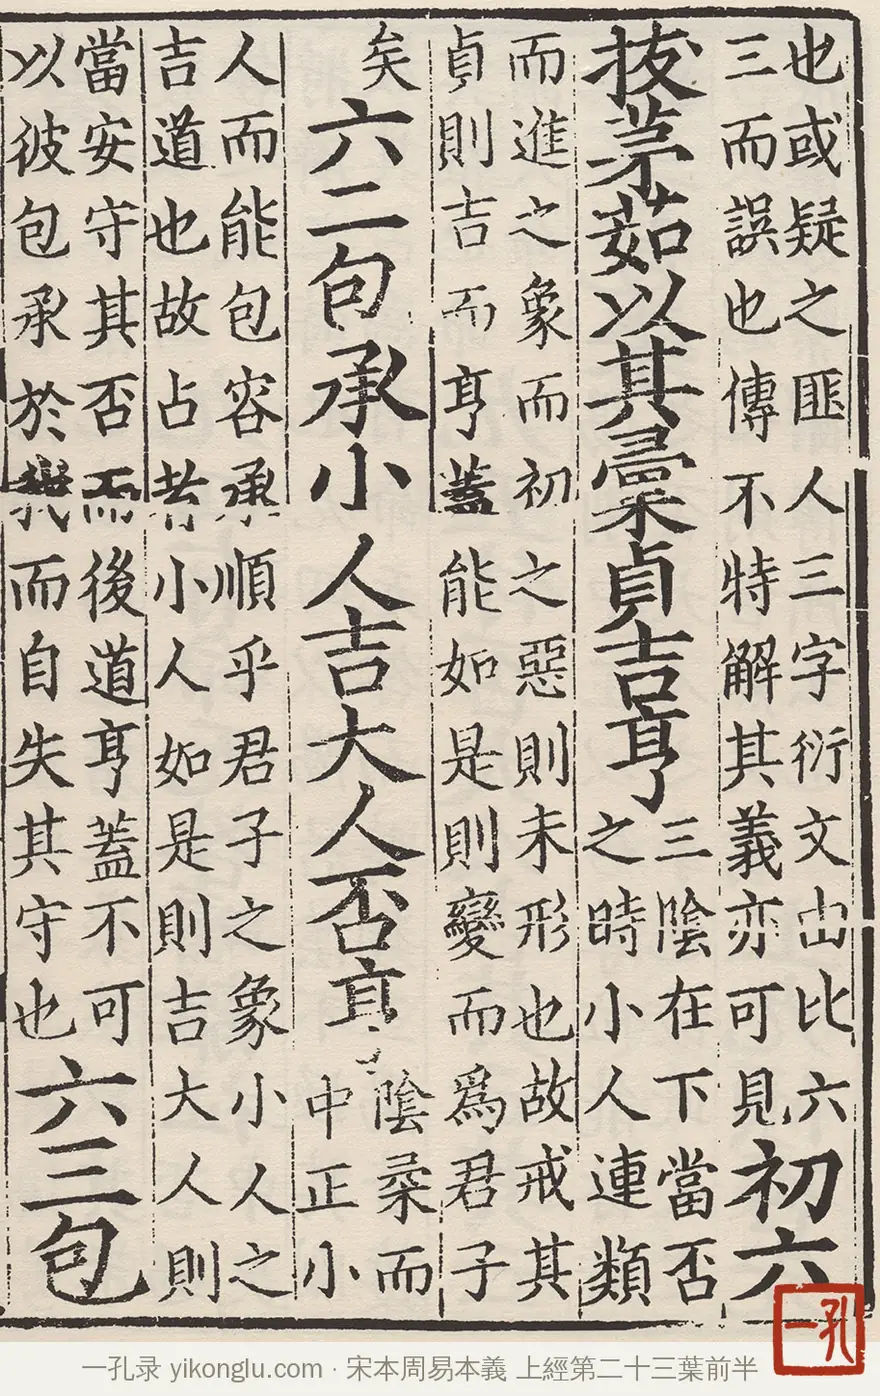 也或疑之匪人三字衍文由比六
三而誤也傳不特解其義亦可見初六
拔茅茹以其彙貞吉亨三陰在下當否
之時小人連類
而進之象而初之惡則未形也故戒其
貞則吉而亨蓋能如是則變而爲君子
矣六二包承小人吉大人否亨陰柔而
中正小
人而能包容承順乎君子之象小人之
吉道也故占者小人如是則吉大人則
當安守其否而後道亨蓋不可
以彼包承於我而自失其守也六三包
一孔录 yikonglu.com · 宋本周易本義 上經第二十三葉前半
一孔